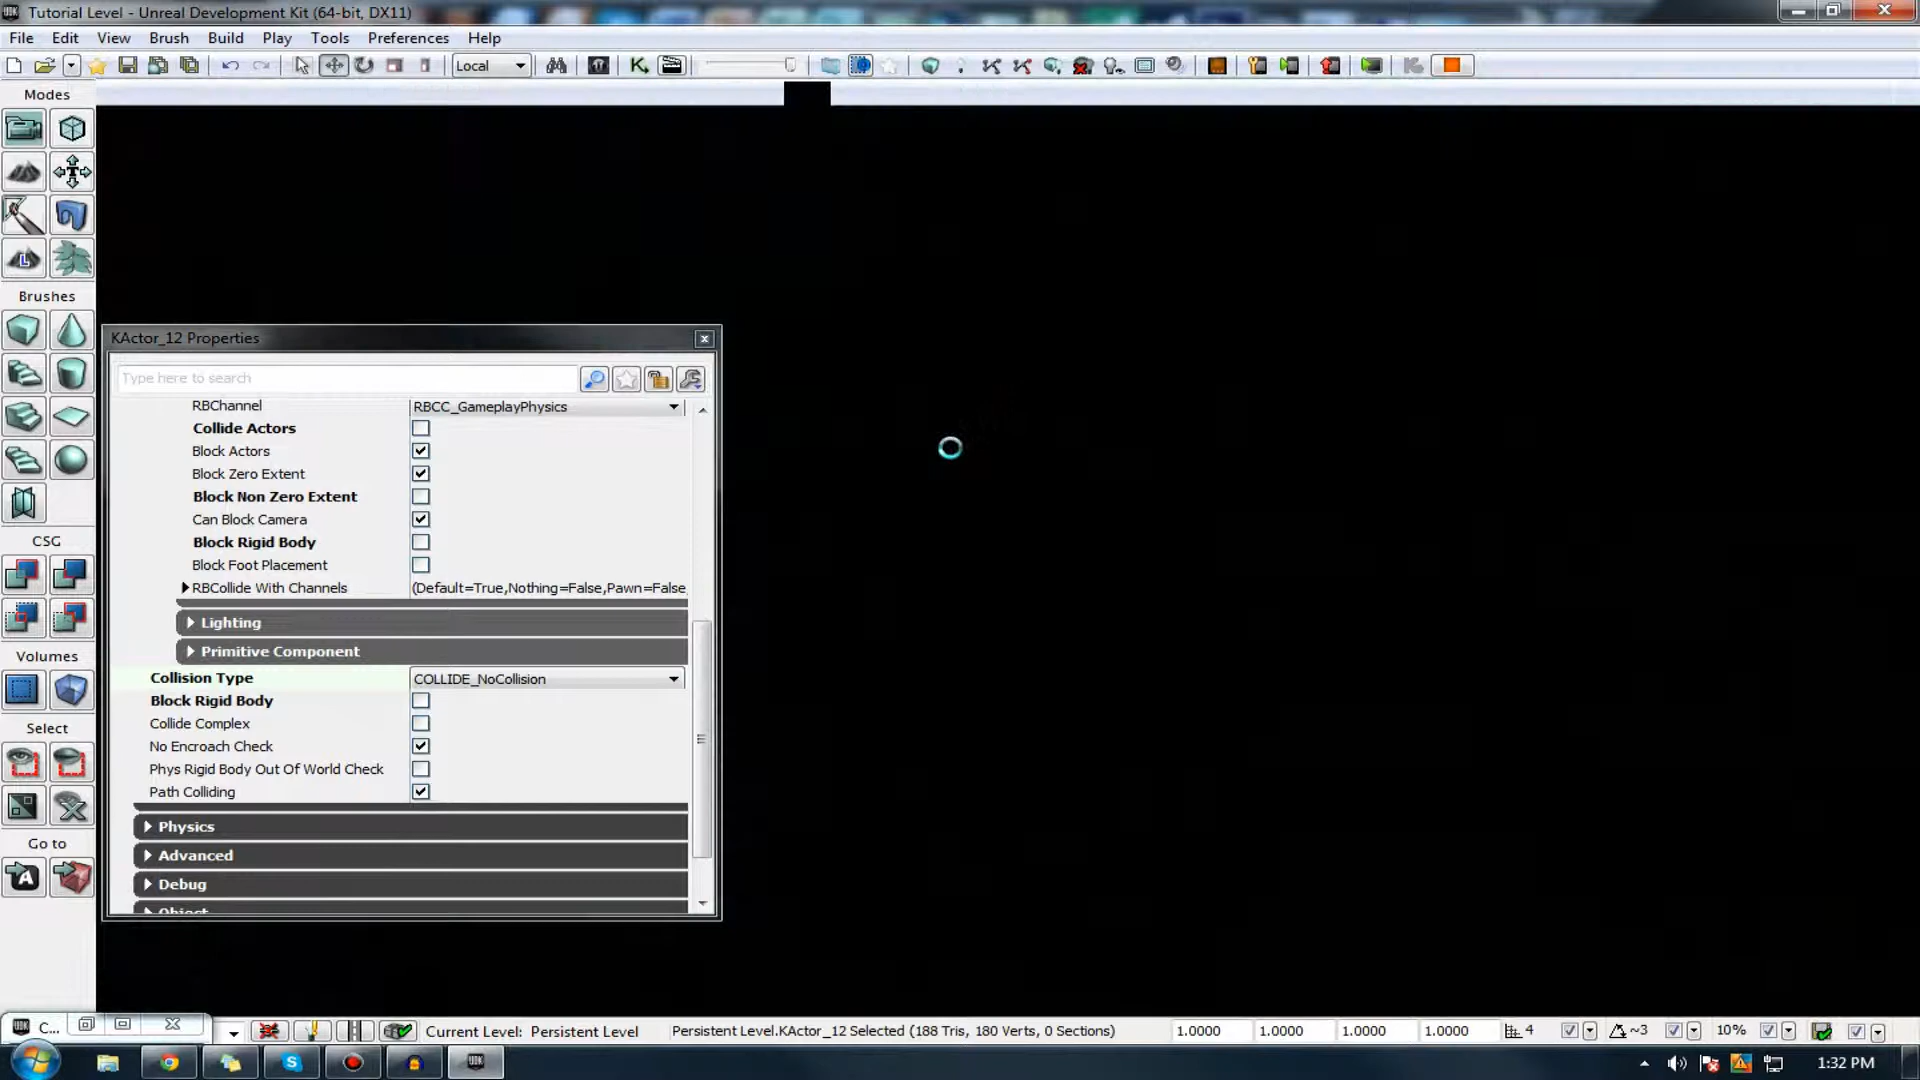 Tutorial Level - Unreal Development Kit (64-bit, DX11)
File Edit View Brush Build Play Tools Preferences Help
Local
Modes
Brushes
CSG
Volumes
Select
Go to
KActor_12 Properties
Type here to search
RBChannel RBCC_GameplayPhysics
Collide Actors
Block Actors
Block Zero Extent
Block Non Zero Extent
Can Block Camera
Block Rigid Body
Block Foot Placement
RBCollide With Channels (Default=True,Nothing=False,Pawn=False,
Lighting
Primitive Component
Collision Type COLLIDE_NoCollision
Block Rigid Body
Collide Complex
No Encroach Check
Phys Rigid Body Out Of World Check
Path Colliding
Physics
Advanced
Debug
Object
C... Current Level: Persistent Level Persistent Level.KActor_12 Selected (188 Tris, 180 Verts, 0 Sections) 1.0000 1.0000 1.0000 1.0000 4 ~3 10%
1:32 PM